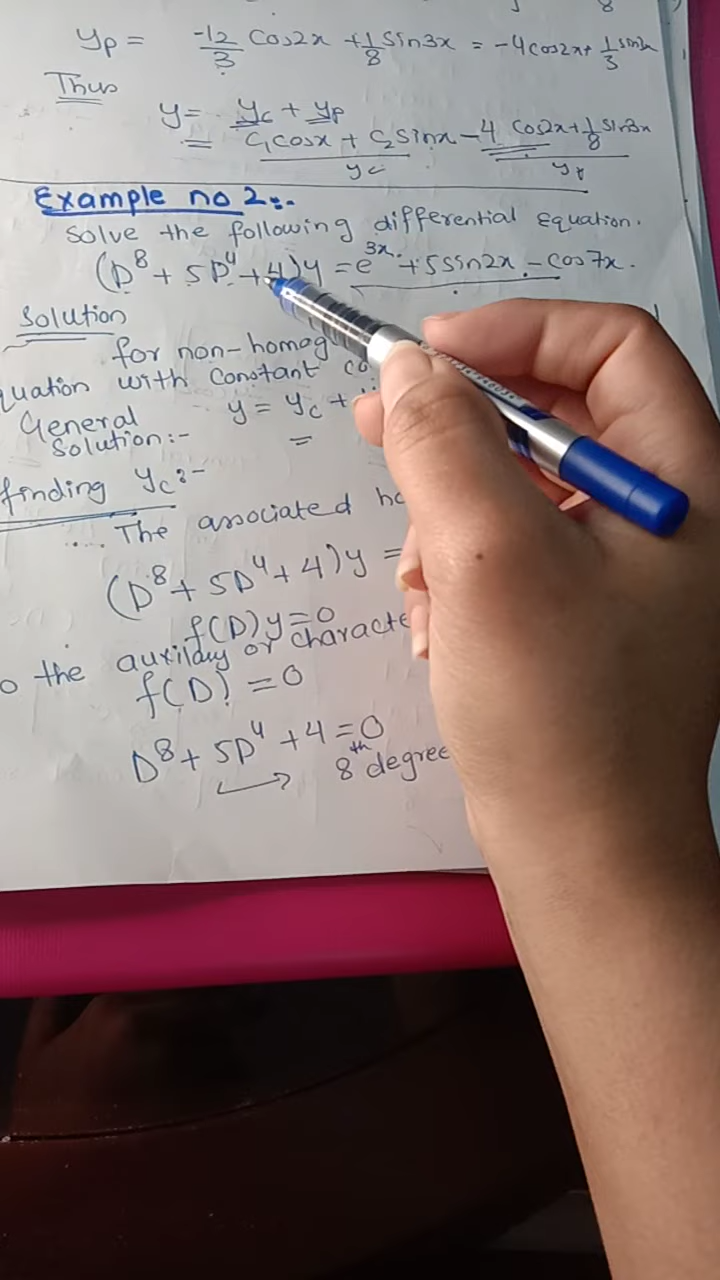 yp = -12/3 Cos2x + 1/8 Sin3x = -4cos2x + 1/3
Thus
y = yc + yp
= C1cosx + C2sinx - 4 Cos2x + 1/8 Sin3x
yc
Example no 2:-
Solve the following differential Equation.
(D⁸ + 5D⁴ + 4)y = e³ˣ + 5sin2x - cos7x.
Solution
for non-homog
quation with Constant co
General y = yc +
Solution:- =
finding yc:-
The associated ho
(D⁸ + 5D⁴ + 4)y =
f(D)y = 0
o the auxilary or characte
f(D) = 0
D⁸ + 5D⁴ + 4 = 0
8th degree